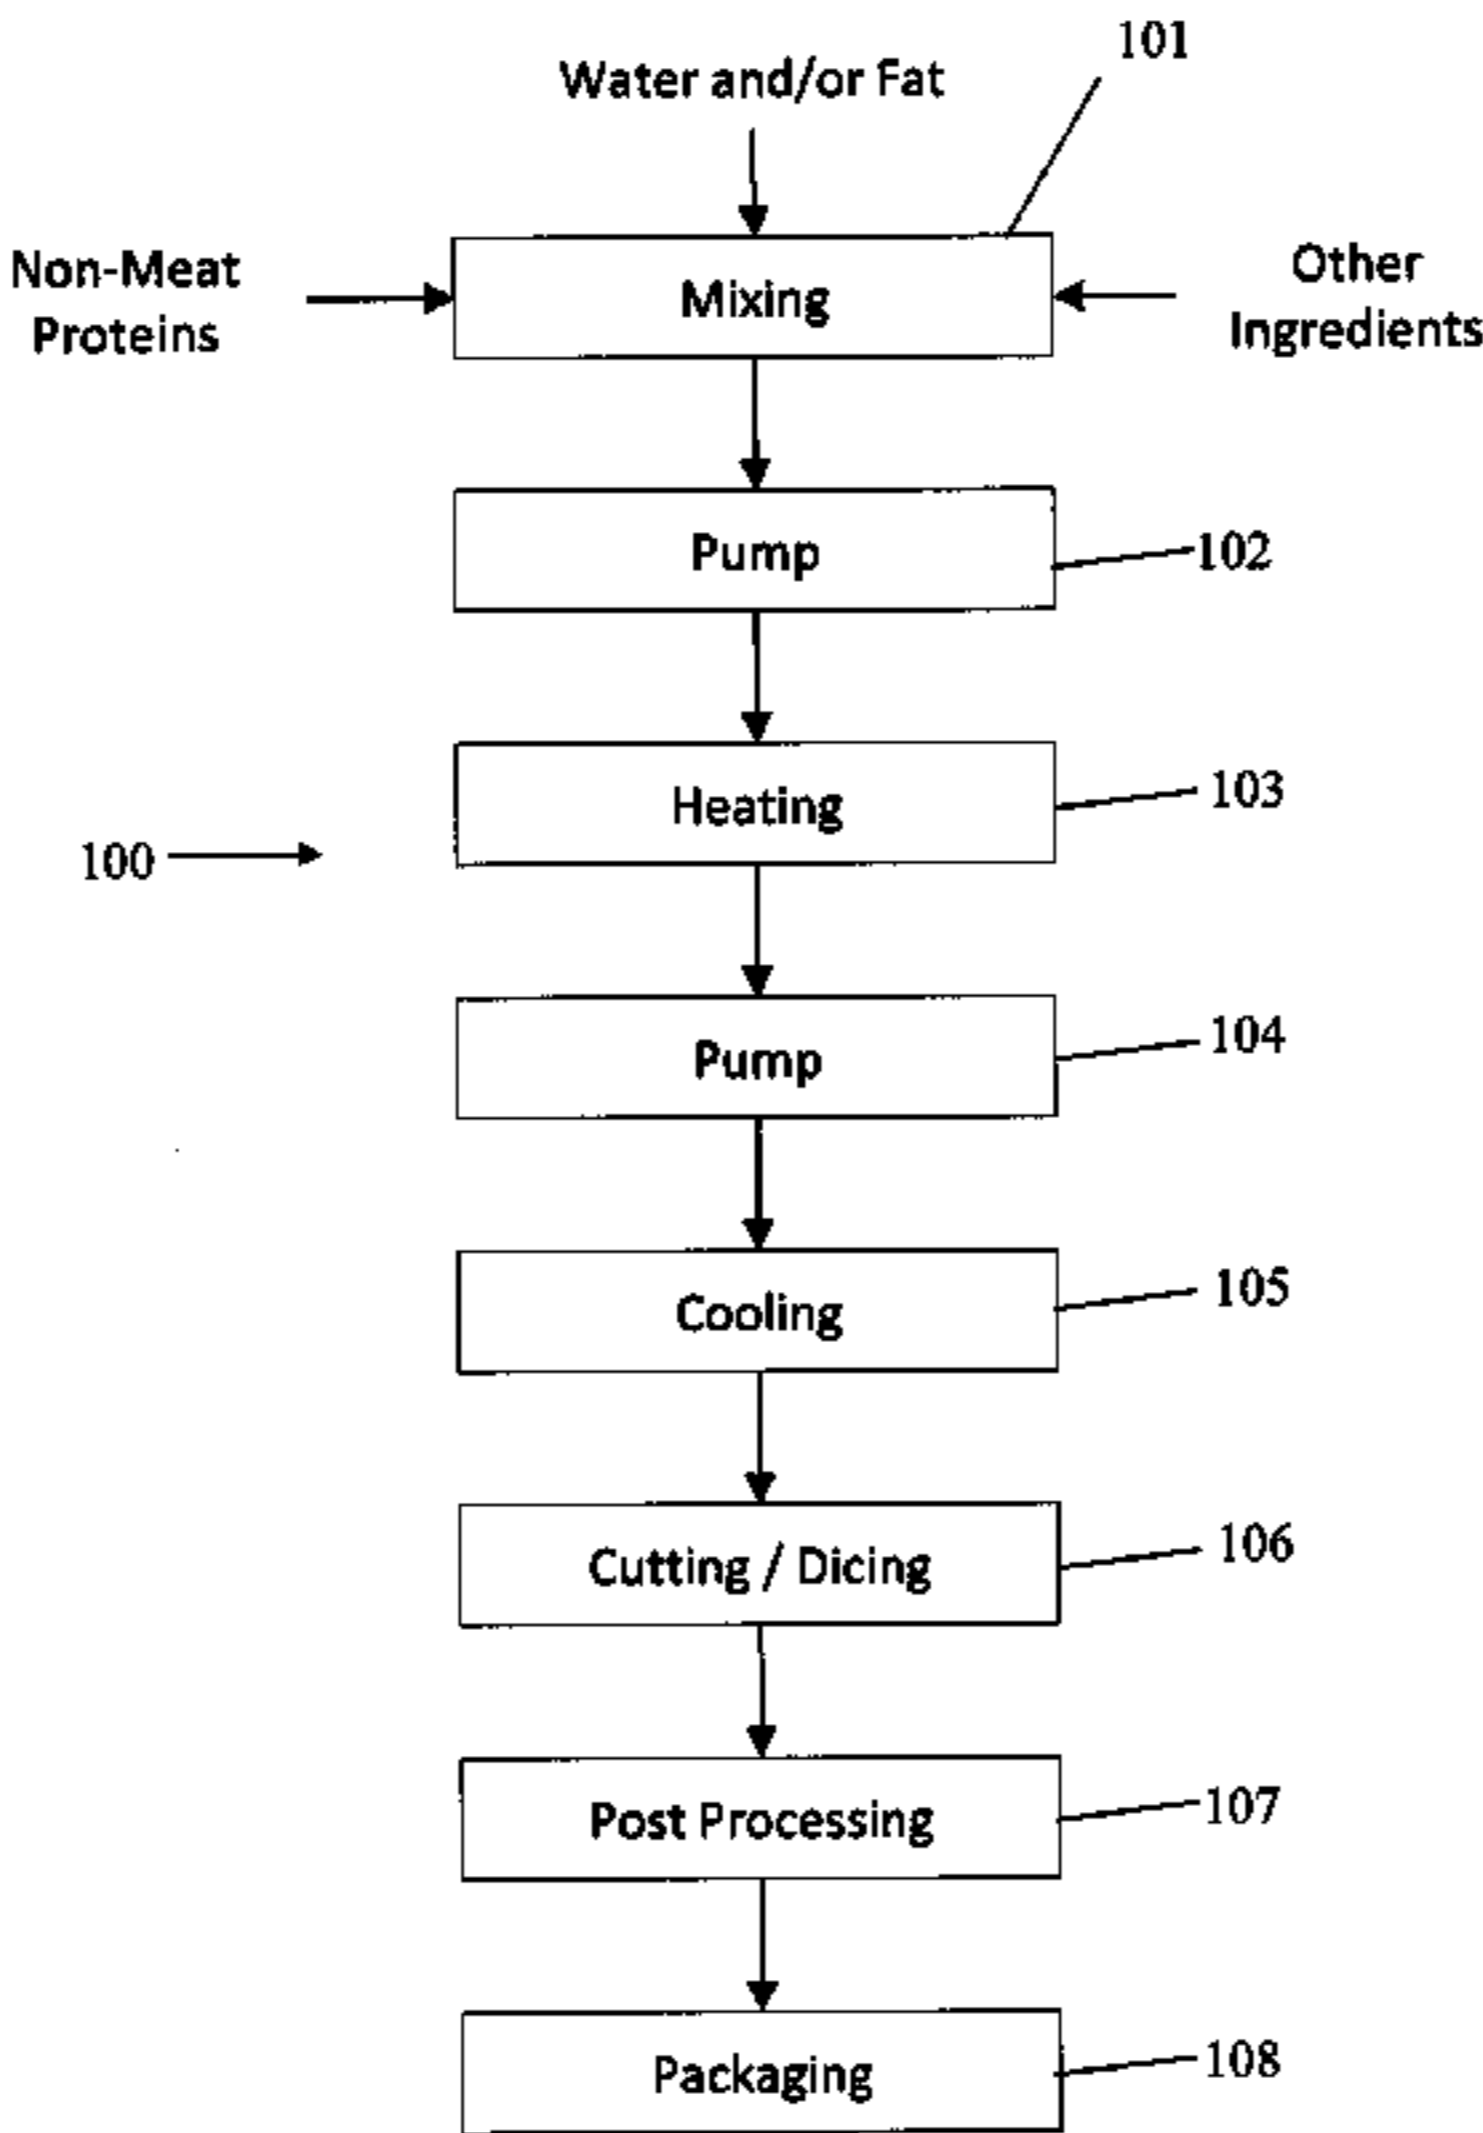 101
Water and/or Fat
Non-Meat
Proteins
Mixing
Other
Ingredients
Pump
102
Heating
103
100
Pump
104
Cooling
105
Cutting / Dicing
106
Post Processing
107
Packaging
108